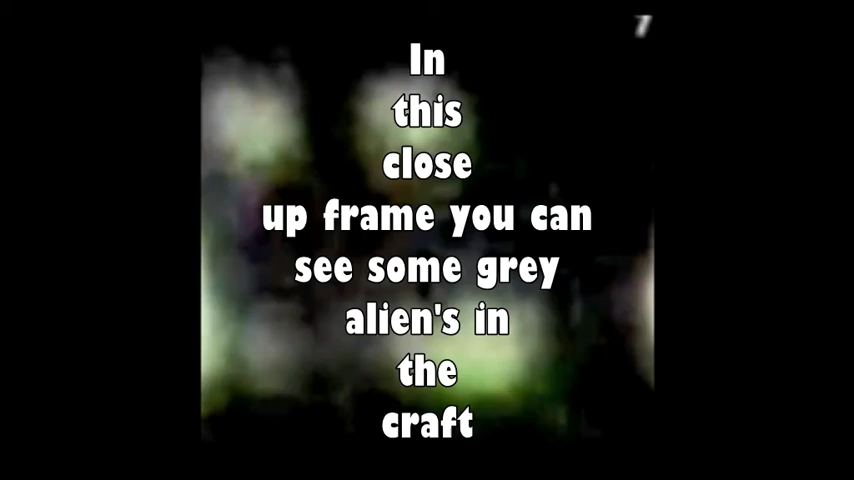 In
this
close
up frame you can
see some grey
alien's in
the
craft